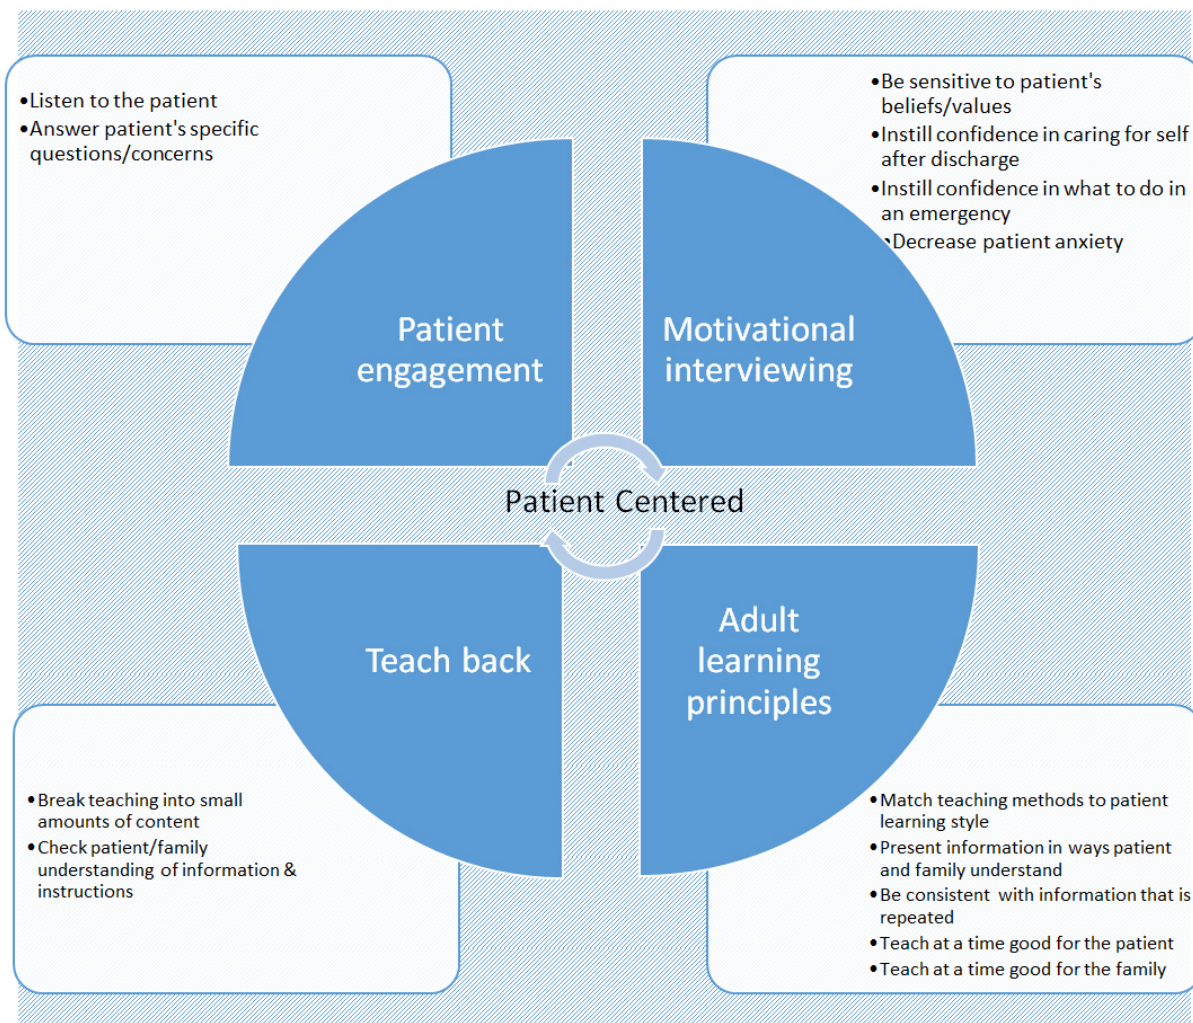 •Listen to the patient
•Answer patient's specific
questions/concerns
•Be sensitive to patient's
beliefs/values
•Instill confidence in caring for self
after discharge
•Instill confidence in what to do in
an emergency
•Decrease patient anxiety
Patient
engagement
Motivational
interviewing
Patient Centered
Teach back
Adult
learning
principles
•Break teaching into small
amounts of content
•Check patient/family
understanding of information &
instructions
•Match teaching methods to patient
learning style
•Present information in ways patient
and family understand
•Be consistent with information that is
repeated
•Teach at a time good for the patient
•Teach at a time good for the family